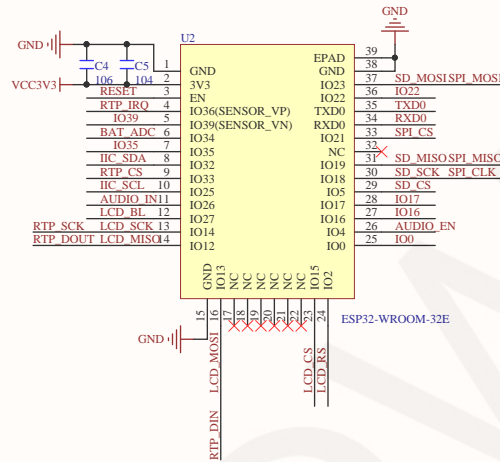 GND
U2
GND
C4
106
C5
104
VCC3V3
1 GND
2 3V3
RESET 3 EN
RTP_IRQ 4 IO36(SENSOR_VP)
IO39 5 IO39(SENSOR_VN)
BAT_ADC 6 IO34
IO35 7 IO35
IIC_SDA 8 IO32
RTP_CS 9 IO33
IIC_SCL 10 IO25
AUDIO_IN 11 IO26
LCD_BL 12 IO27
RTP_SCK LCD_SCK 13 IO14
RTP_DOUT LCD_MISO 14 IO12
EPAD 39
GND 38
IO23 37 SD_MOSI SPI_MOSI
IO22 36 IO22
TXD0 35 TXD0
RXD0 34 RXD0
IO21 33 SPI_CS
NC 32
IO19 31 SD_MISO SPI_MISO
IO18 30 SD_SCK SPI_CLK
IO5 29 SD_CS
IO17 28 IO17
IO16 27 IO16
IO4 26 AUDIO_EN
IO0 25 IO0
GND IO13 NC NC NC NC NC NC IO15 IO2
15 16 17 18 19 20 21 22 23 24
ESP32-WROOM-32E
GND
LCD_MOSI
RTP_DIN
LCD_CS
LCD_RS